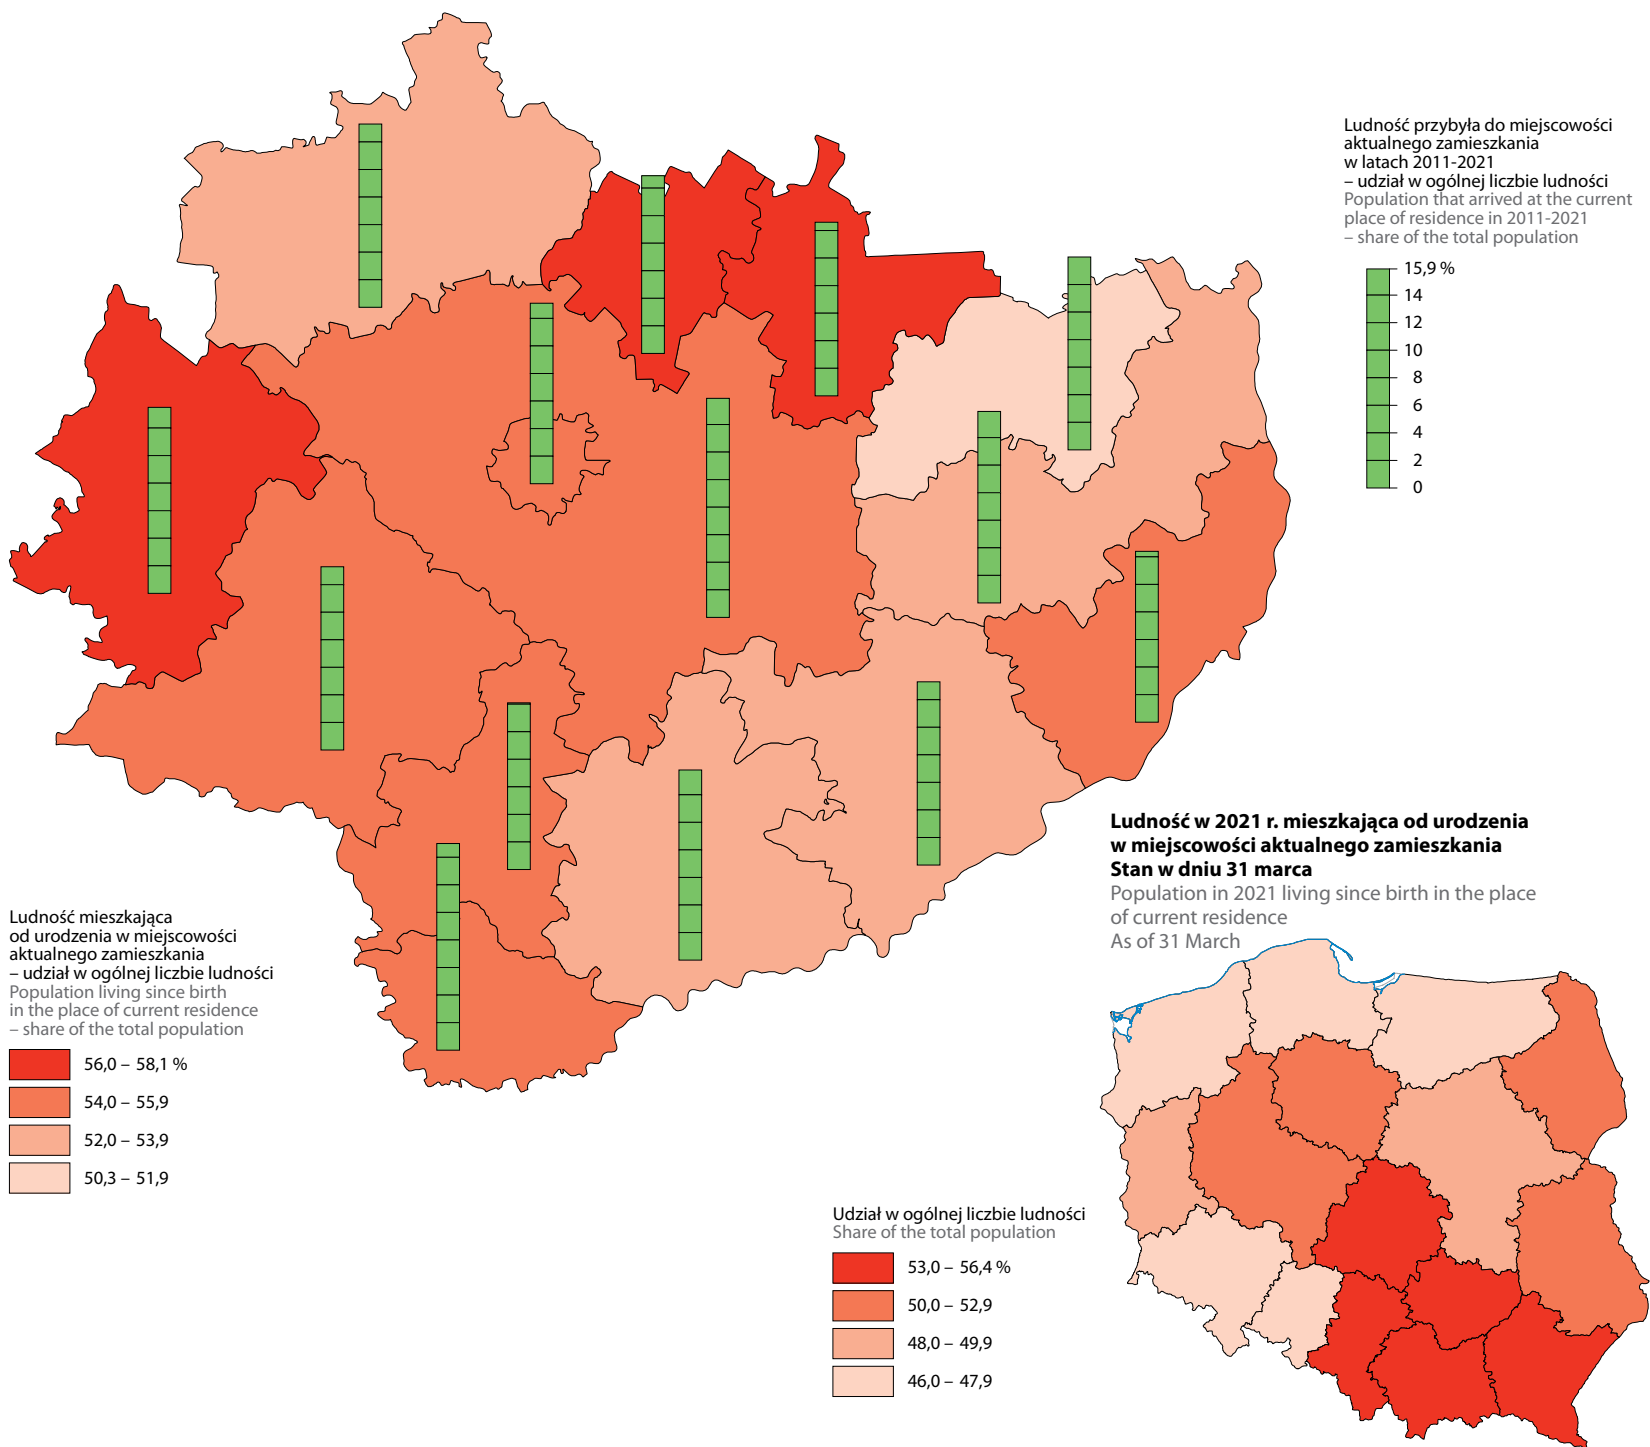 Ludność przybyła do miejscowości
aktualnego zamieszkania
w latach 2011-2021
– udział w ogólnej liczbie ludności
Population that arrived at the current
place of residence in 2011-2021
– share of the total population
15,9 %
14
12
10
8
6
4
2
0
Ludność w 2021 r. mieszkająca od urodzenia
w miejscowości aktualnego zamieszkania
Stan w dniu 31 marca
Population in 2021 living since birth in the place
of current residence
As of 31 March
Ludność mieszkająca
od urodzenia w miejscowości
aktualnego zamieszkania
– udział w ogólnej liczbie ludności
Population living since birth
in the place of current residence
– share of the total population
56,0 – 58,1 %
54,0 – 55,9
52,0 – 53,9
50,3 – 51,9
Udział w ogólnej liczbie ludności
Share of the total population
53,0 – 56,4 %
50,0 – 52,9
48,0 – 49,9
46,0 – 47,9